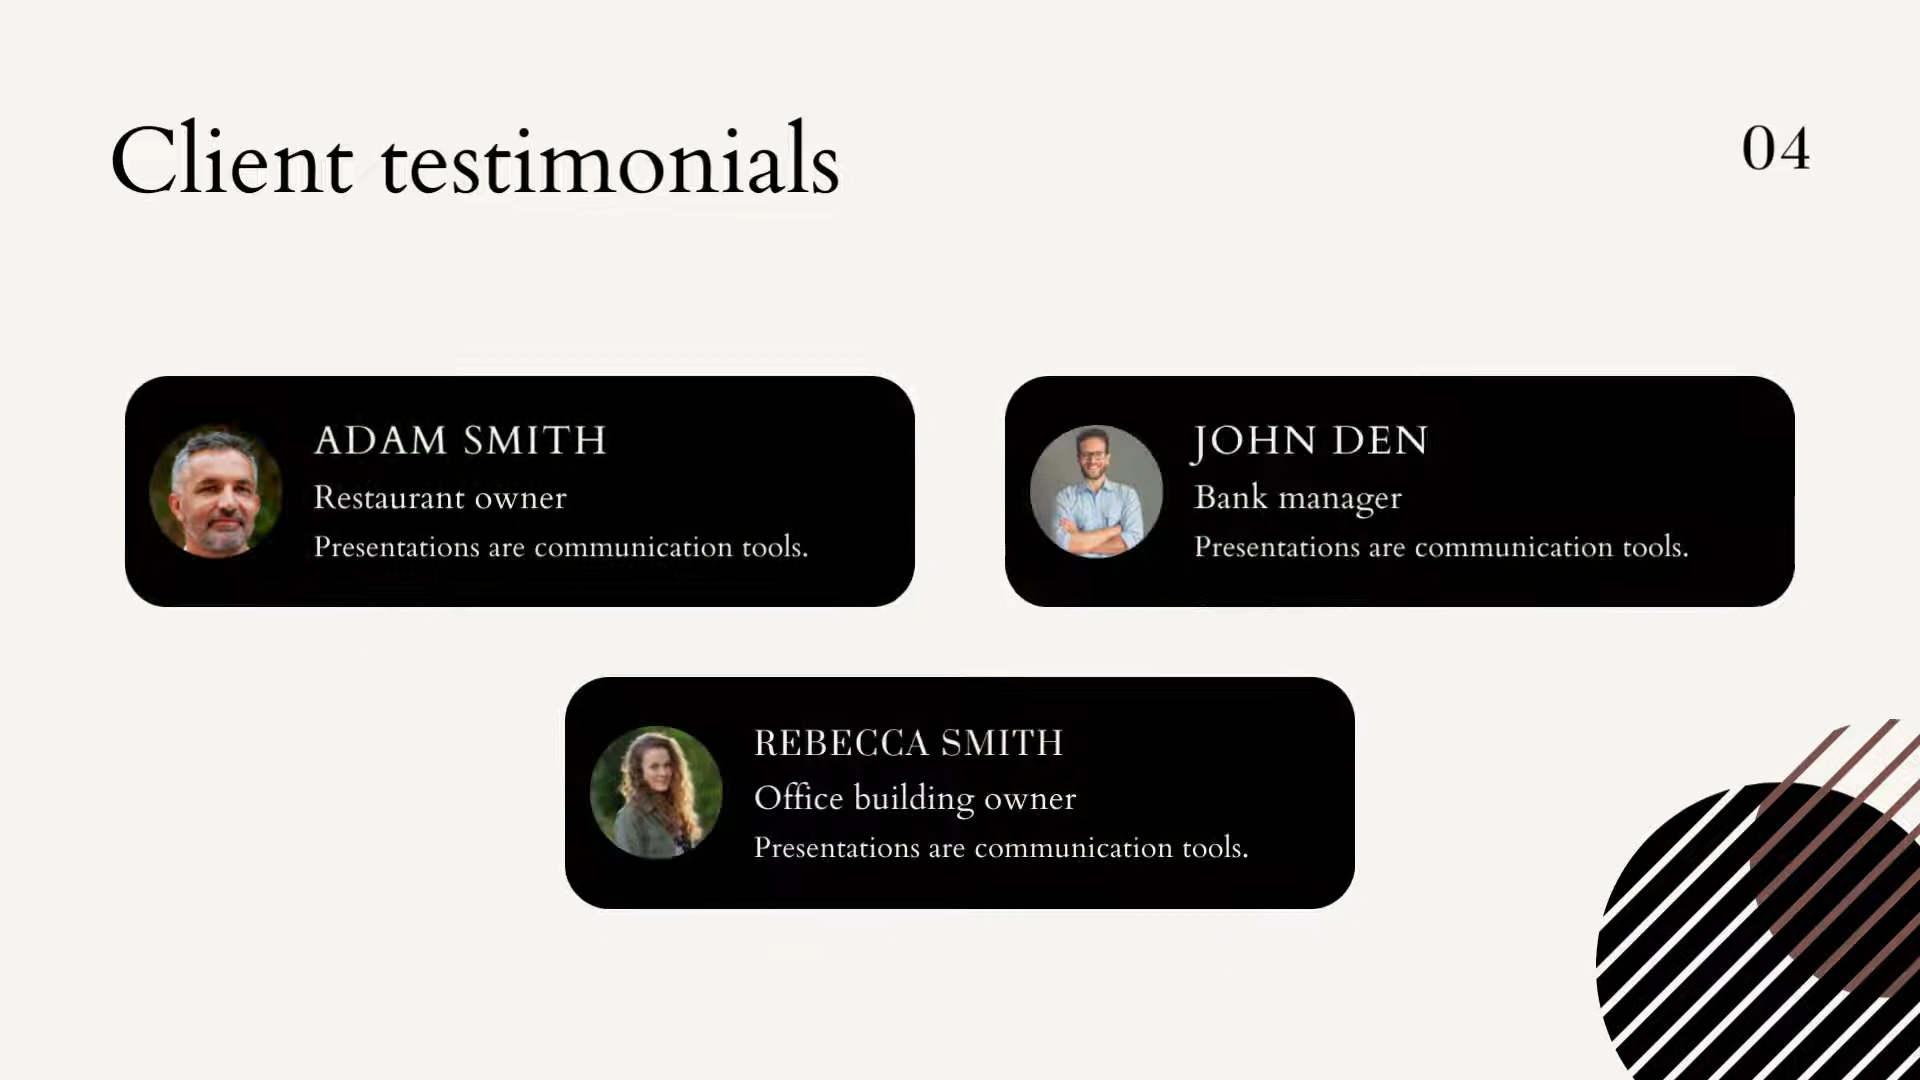 Client testimonials
04
ADAM SMITH
Restaurant owner
Presentations are communication tools.
JOHN DEN
Bank manager
Presentations are communication tools.
REBECCA SMITH
Office building owner
Presentations are communication tools.